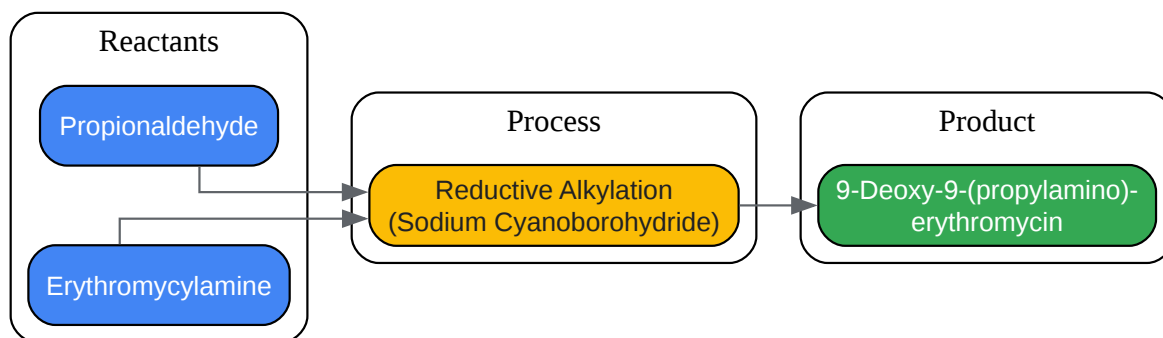 Reactants
Propionaldehyde
Erythromycylamine
Process
Reductive Alkylation
(Sodium Cyanoborohydride)
Product
9-Deoxy-9-(propylamino)-
erythromycin